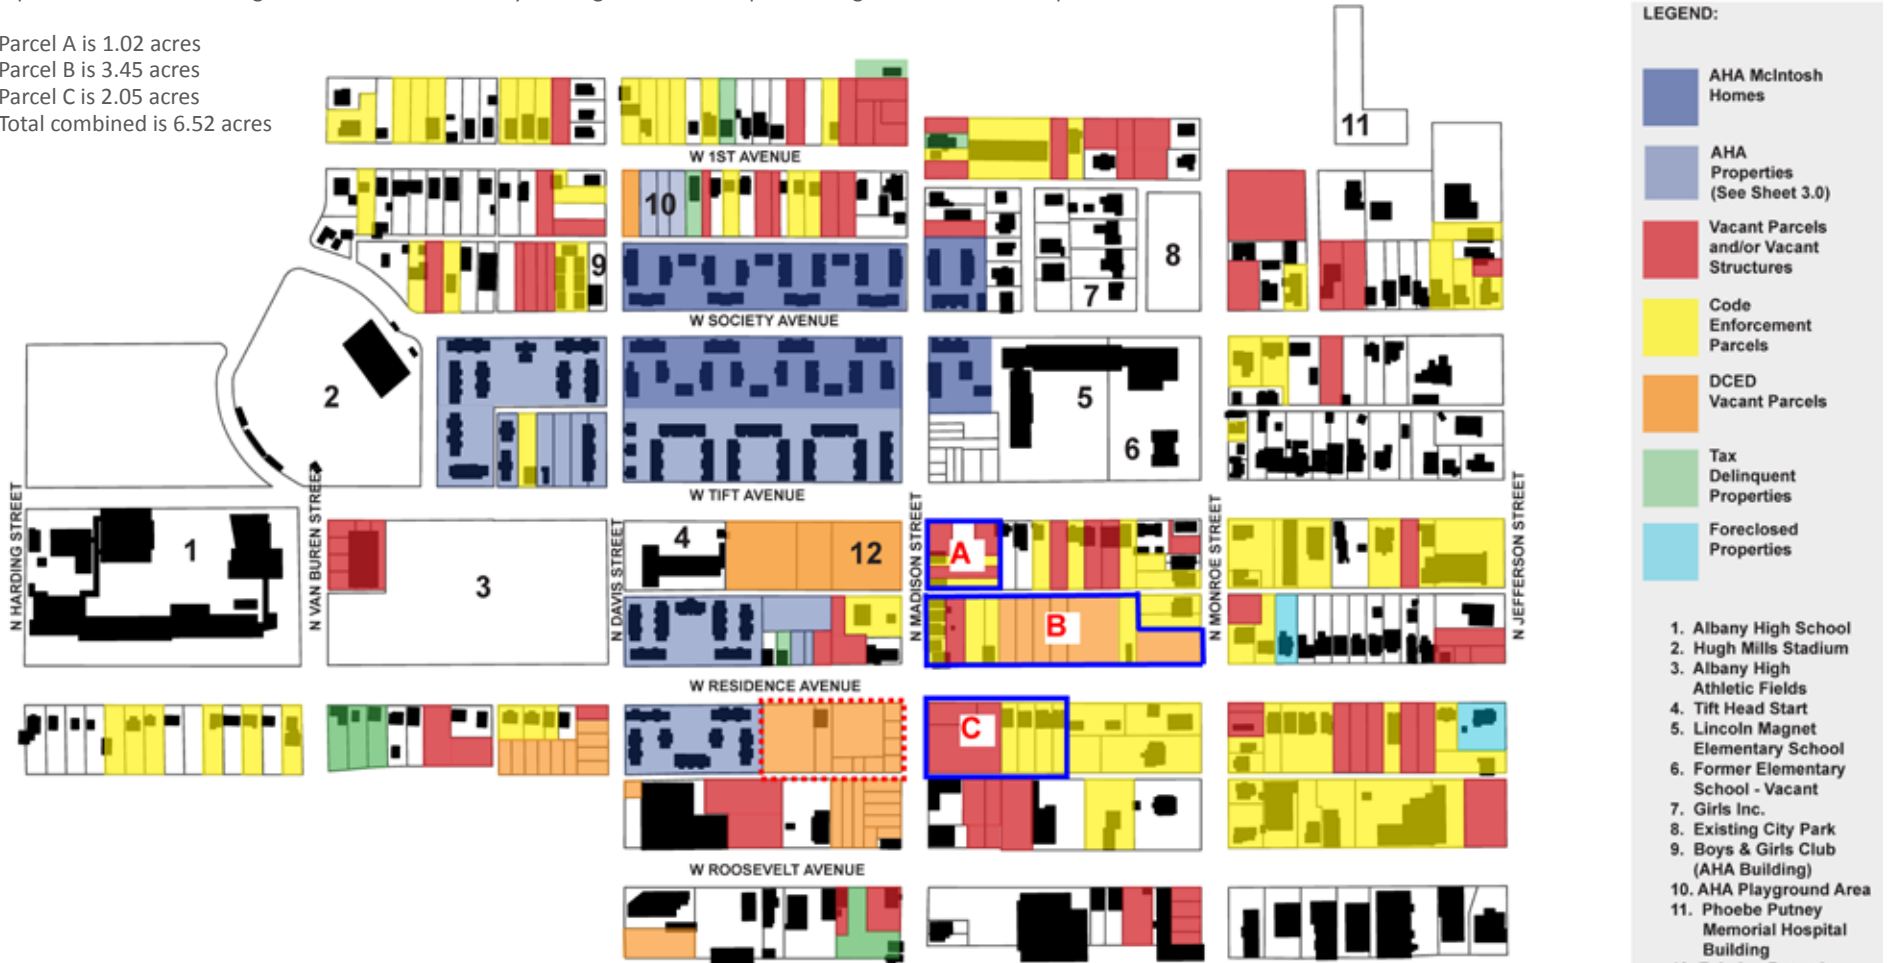 Parcel A is 1.02 acres
Parcel B is 3.45 acres
Parcel C is 2.05 acres
Total combined is 6.52 acres
11
W 1ST AVENUE
10
9
8
7
W SOCIETY AVENUE
2
5
6
W TIFT AVENUE
N HARDING STREET
N VAN BUREN STREET
N DAVIS STREET
N MADISON STREET
N MONROE STREET
N JEFFERSON STREET
1
3
4
12
A
B
W RESIDENCE AVENUE
C
W ROOSEVELT AVENUE
LEGEND:
AHA McIntosh
Homes
AHA
Properties
(See Sheet 3.0)
Vacant Parcels
and/or Vacant
Structures
Code
Enforcement
Parcels
DCED
Vacant Parcels
Tax
Delinquent
Properties
Foreclosed
Properties
1. Albany High School
2. Hugh Mills Stadium
3. Albany High
Athletic Fields
4. Tift Head Start
5. Lincoln Magnet
Elementary School
6. Former Elementary
School - Vacant
7. Girls Inc.
8. Existing City Park
9. Boys & Girls Club
(AHA Building)
10. AHA Playground Area
11. Phoebe Putney
Memorial Hospital
Building